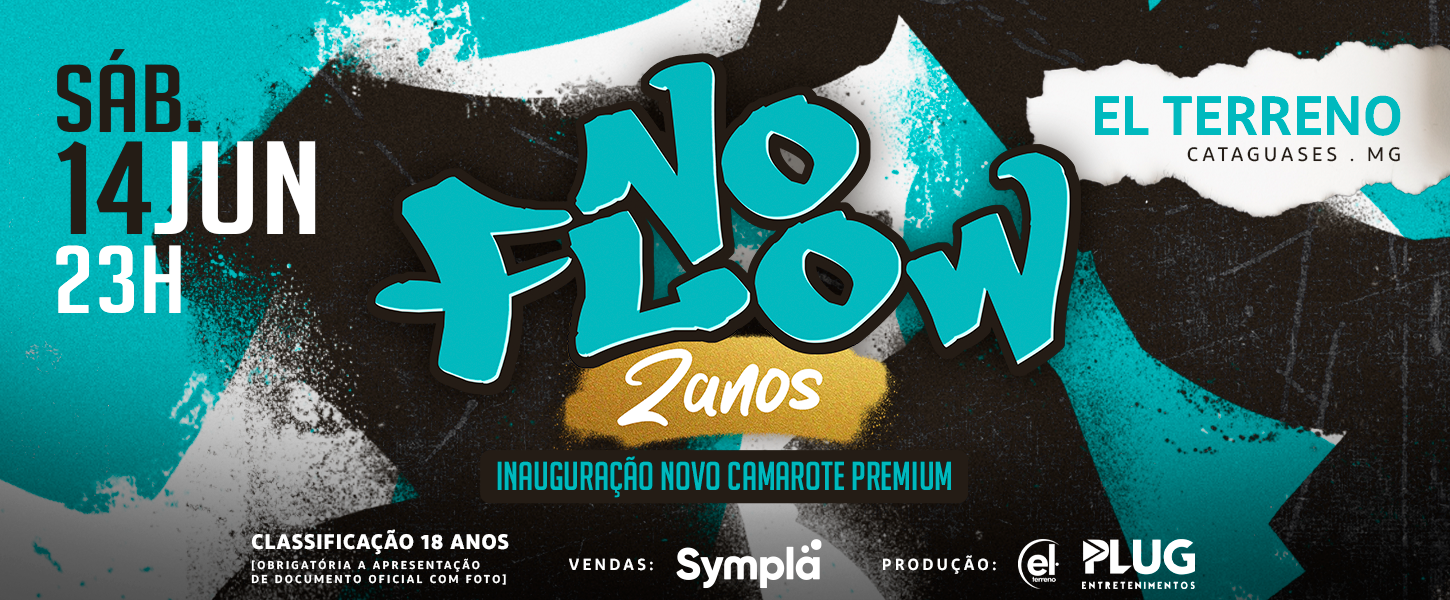 SÁB.
14JUN
23H
NO
FLOW
2anos
INAUGURAÇÃO NOVO CAMAROTE PREMIUM
EL TERRENO
CATAGUASES . MG
CLASSIFICAÇÃO 18 ANOS
[OBRIGATÓRIA A APRESENTAÇÃO
DE DOCUMENTO OFICIAL COM FOTO]
VENDAS: Sympla
PRODUÇÃO: el terreno PLUG
ENTRETENIMENTOS